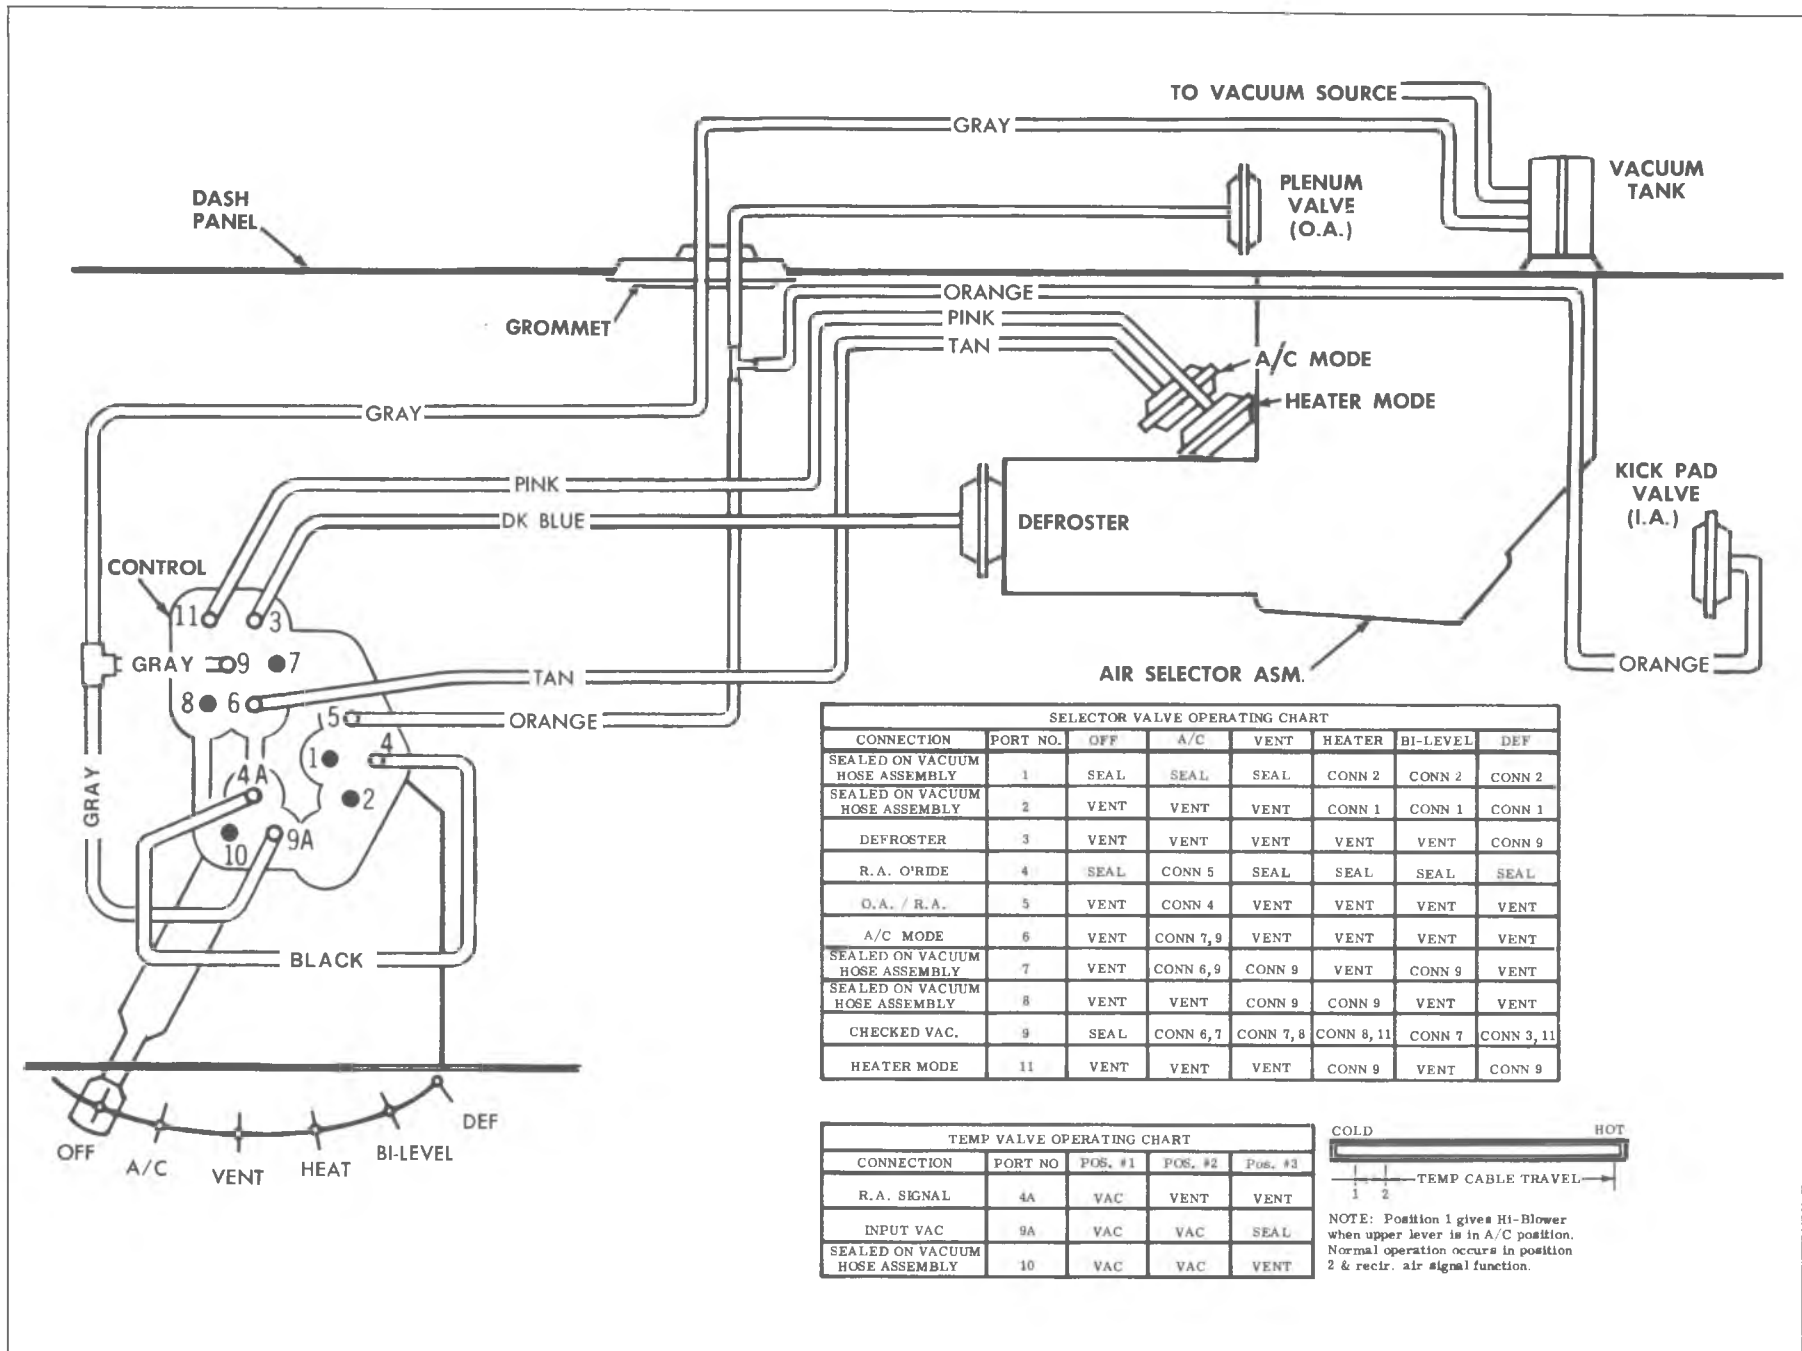 TO VACUUM SOURCE
GRAY
VACUUM
TANK
PLENUM
VALVE
(O.A.)
DASH
PANEL
GROMMET
ORANGE
PINK
TAN
A/C MODE
HEATER MODE
GRAY
PINK
DK BLUE
DEFROSTER
KICK PAD
VALVE
(I.A.)
CONTROL
11
3
GRAY
9
7
8
6
TAN
5
ORANGE
AIR SELECTOR ASM.
ORANGE
1
4
4A
2
GRAY
10
9A
BLACK
OFF
A/C
VENT
HEAT
BI-LEVEL
DEF
SELECTOR VALVE OPERATING CHART
CONNECTION PORT NO. OFF A/C VENT HEATER BI-LEVEL DEF
SEALED ON VACUUM
HOSE ASSEMBLY 1 SEAL SEAL SEAL CONN 2 CONN 2 CONN 2
SEALED ON VACUUM
HOSE ASSEMBLY 2 VENT VENT VENT CONN 1 CONN 1 CONN 1
DEFROSTER 3 VENT VENT VENT VENT VENT CONN 9
R.A. O'RIDE 4 SEAL CONN 5 SEAL SEAL SEAL SEAL
O.A. / R.A. 5 VENT CONN 4 VENT VENT VENT VENT
A/C MODE 6 VENT CONN 7,9 VENT VENT VENT VENT
SEALED ON VACUUM
HOSE ASSEMBLY 7 VENT CONN 6,9 CONN 9 VENT CONN 9 VENT
SEALED ON VACUUM
HOSE ASSEMBLY 8 VENT VENT CONN 9 CONN 9 VENT VENT
CHECKED VAC. 9 SEAL CONN 6,7 CONN 7,8 CONN 8,11 CONN 7 CONN 3,11
HEATER MODE 11 VENT VENT VENT CONN 9 VENT CONN 9
TEMP VALVE OPERATING CHART
CONNECTION PORT NO POS. #1 POS. #2 Pos. #3
R.A. SIGNAL 4A VAC VENT VENT
INPUT VAC 9A VAC VAC SEAL
SEALED ON VACUUM
HOSE ASSEMBLY 10 VAC VAC VENT
COLD HOT
TEMP CABLE TRAVEL
1 2
NOTE: Position 1 gives Hi-Blower
when upper lever is in A/C position.
Normal operation occurs in position
2 & recir. air signal function.